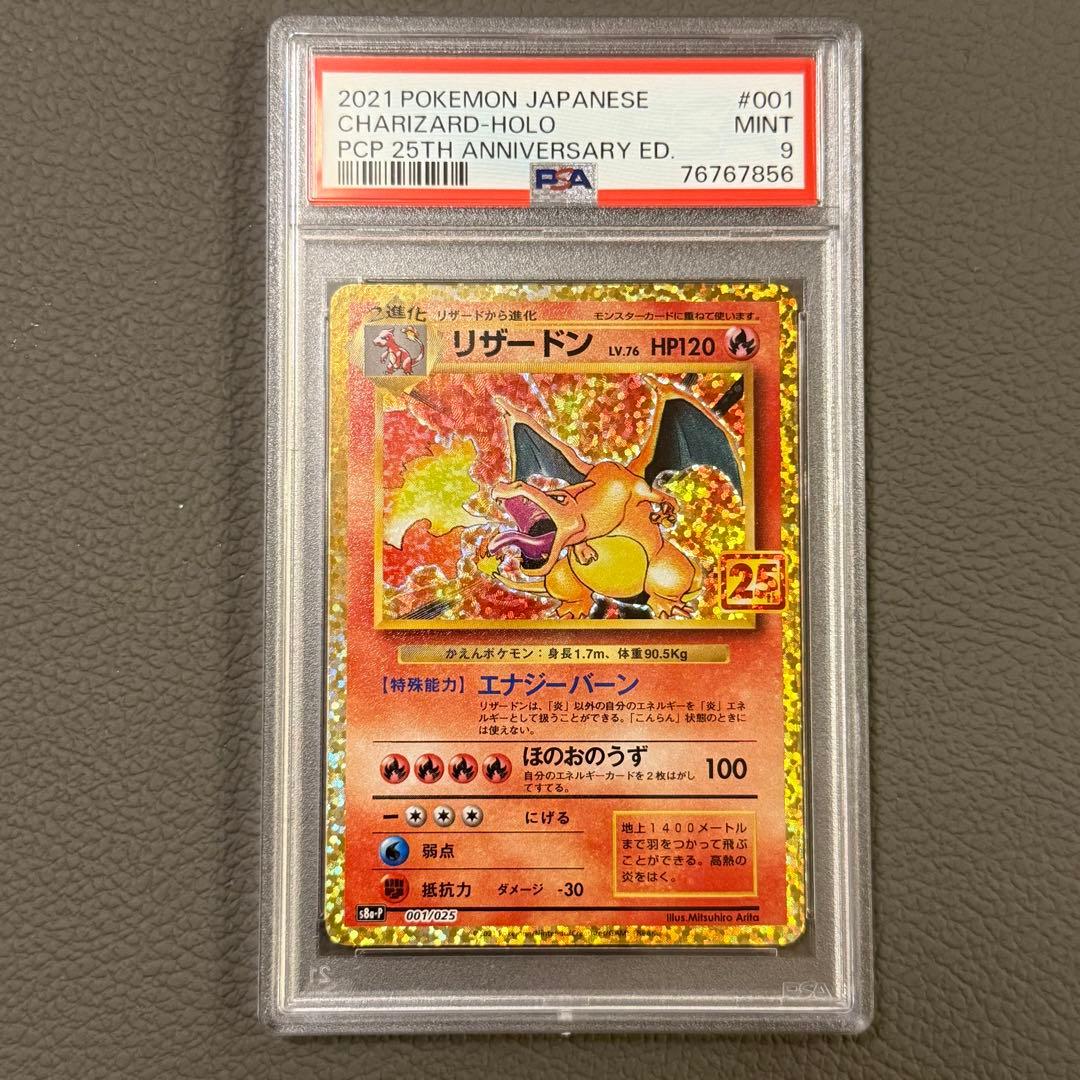 2021 POKEMON JAPANESE #001
CHARIZARD-HOLO MINT
PCP 25TH ANNIVERSARY ED. 9
PSA 76767856
2進化 リザードから進化 モンスターカードに重ねて使います。
リザードン LV.76 HP120
25th
かえんポケモン：身長1.7m、体重90.5Kg
【特殊能力】 エナジーバーン
リザードンは、「炎」以外の自分のエネルギーを「炎」エネ
ルギーとして扱うことができる。「こんらん」状態のときに
は使えない。
ほのおのうず 100
自分のエネルギーカードを２枚はがし
てすてる。
ー にげる
弱点
抵抗力 ダメージ -30
地上１４００メートル
まで羽をつかって飛ぶ
ことができる。高熱の
炎をはく。
s8a-P 001/025 Illus.Mitsuhiro Arita
PSA